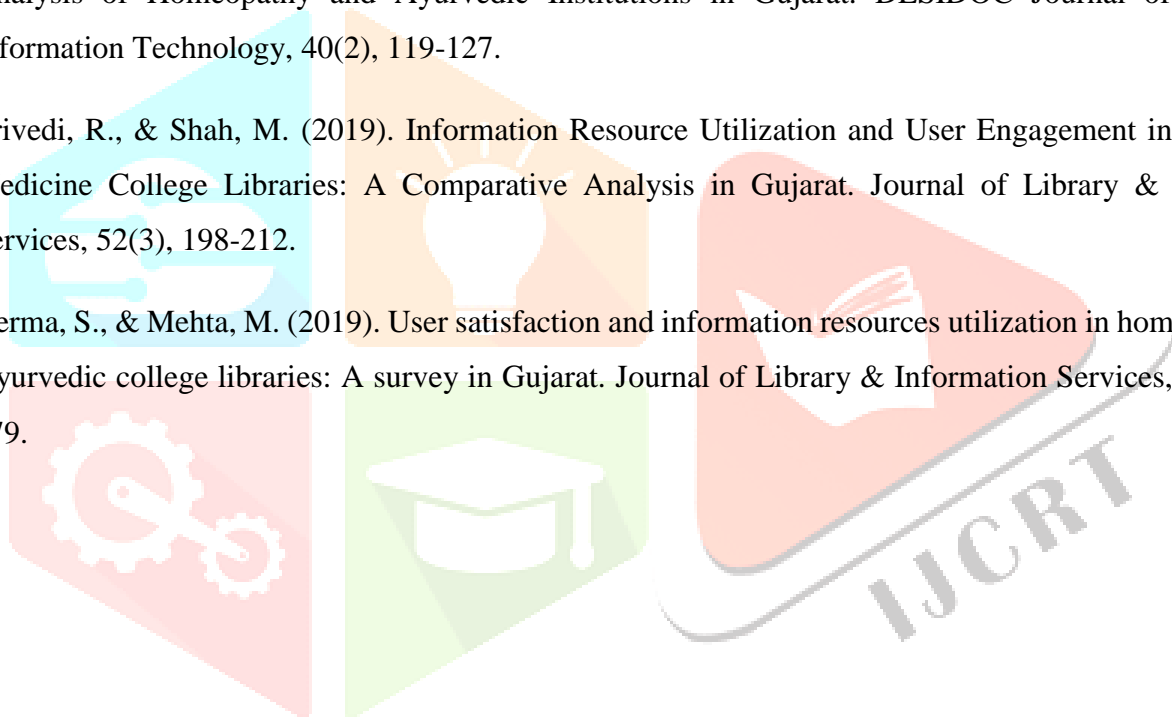 nalysis of Homeopathy and Ayurvedic Institutions in Gujarat. DESIDOC Journal of
formation Technology, 40(2), 119-127.
rivedi, R., & Shah, M. (2019). Information Resource Utilization and User Engagement in
edicine College Libraries: A Comparative Analysis in Gujarat. Journal of Library &
ervices, 52(3), 198-212.
erma, S., & Mehta, M. (2019). User satisfaction and information resources utilization in hom
yurvedic college libraries: A survey in Gujarat. Journal of Library & Information Services,
79.
IJCRT